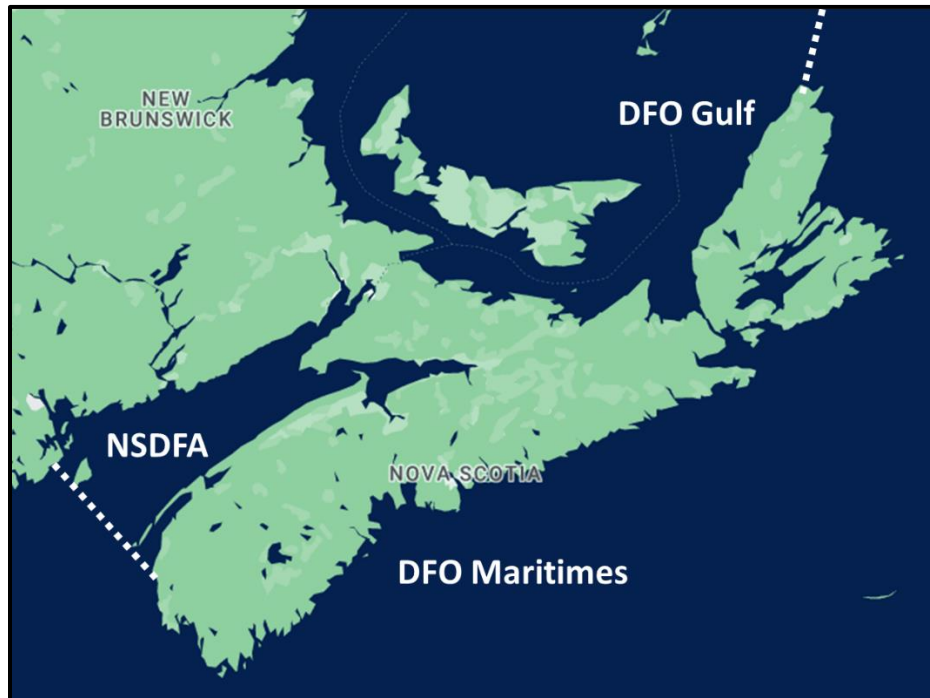 NEW
BRUNSWICK
DFO Gulf
NSDFA
NOVA SCOTIA
DFO Maritimes